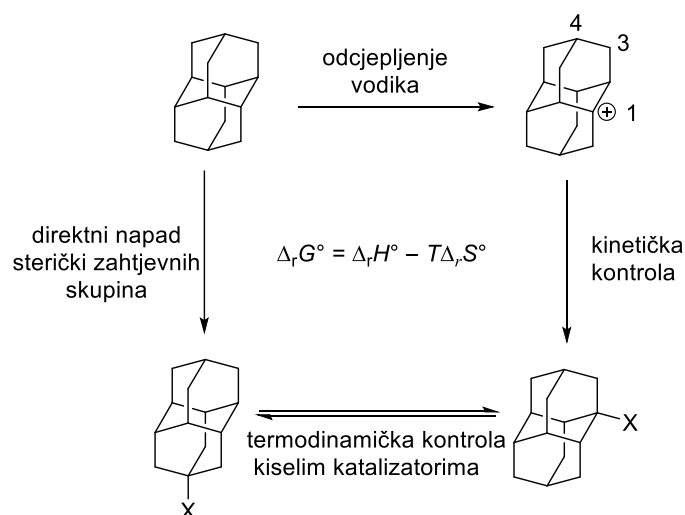 4
3
odcjepljenje
vodika
⊕ 1
direktni napad
sterički zahtjevnih
skupina
ΔrG° = ΔrH° – TΔrS°
kinetička
kontrola
X
termodinamička kontrola
kiselim katalizatorima
X